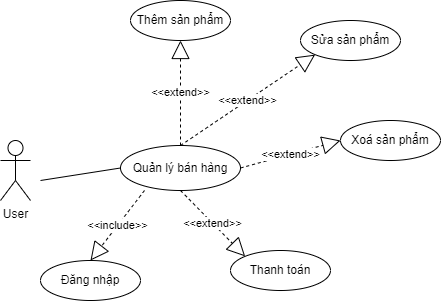 Thêm sản phẩm
Sửa sản phẩm
<<extend>>
<<extend>>
Xoá sản phẩm
<<extend>>
Quản lý bán hàng
User
<<include>>
<<extend>>
Đăng nhập
Thanh toán